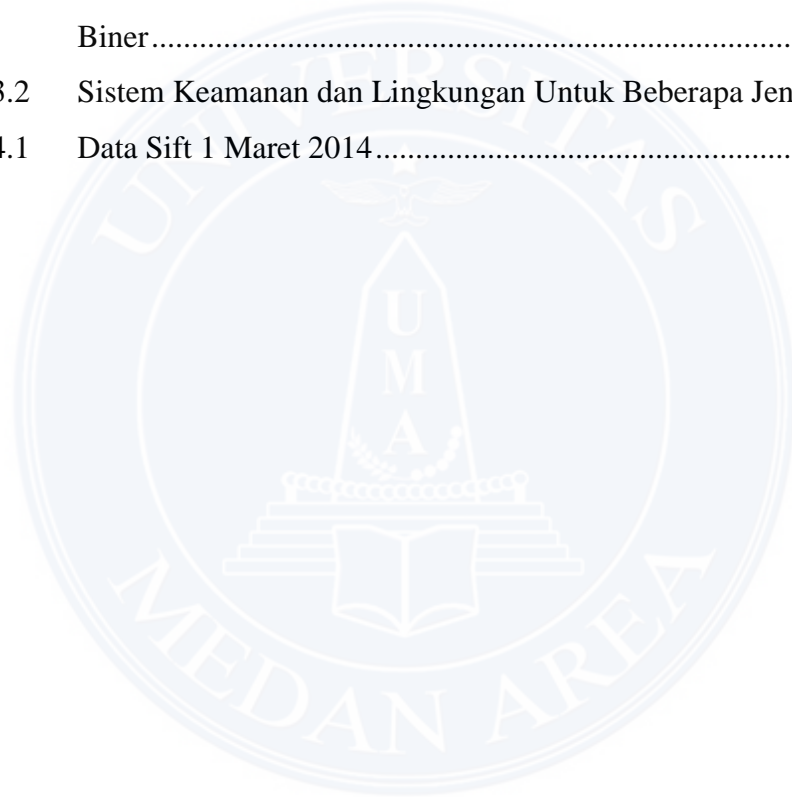 Biner................................................................................
3.2 Sistem Keamanan dan Lingkungan Untuk Beberapa Jen
4.1 Data Sift 1 Maret 2014....................................................
UNIVERSITAS
U
M
A
MEDAN AREA